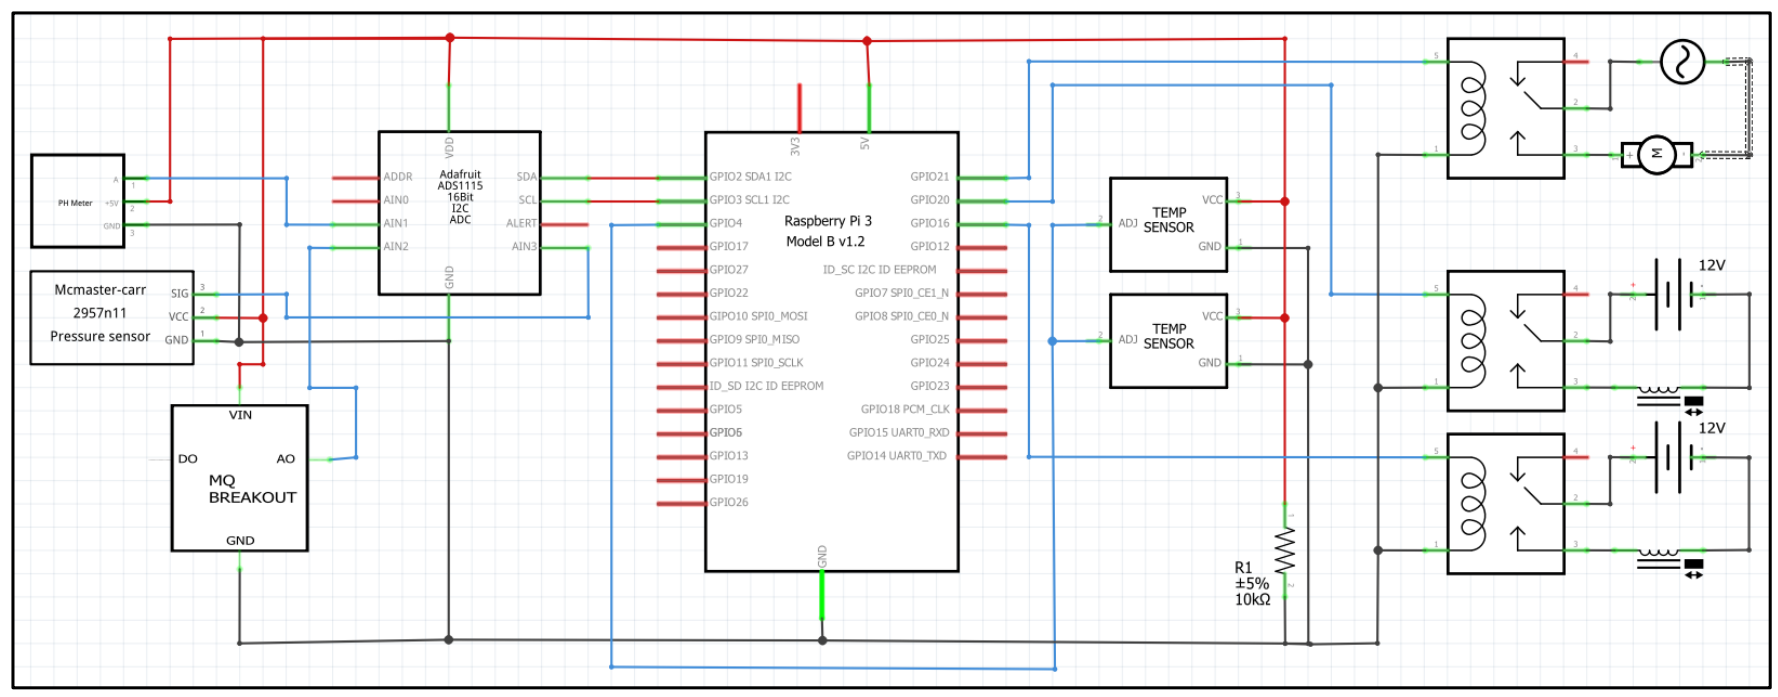 PH Meter
A
1
+5V
2
GND
3
Mcmaster-carr
2957n11
Pressure sensor
SIG
3
VCC
2
GND
1
VIN
DO
AO
MQ
BREAKOUT
GND
VDD
Adafruit
ADS1115
16Bit
I2C
ADC
ADDR
AIN0
AIN1
AIN2
SDA
SCL
ALERT
AIN3
GND
3V3
5V
Raspberry Pi 3
Model B v1.2
GPIO2 SDA1 I2C
GPIO3 SCL1 I2C
GPIO4
GPIO17
GPIO27
GPIO22
GPIO10 SPI0_MOSI
GPIO9 SPI0_MISO
GPIO11 SPI0_SCLK
ID_SD I2C ID EEPROM
GPIO5
GPIO6
GPIO13
GPIO19
GPIO26
GPIO21
GPIO20
GPIO16
GPIO12
ID_SC I2C ID EEPROM
GPIO7 SPI0_CE1_N
GPIO8 SPI0_CE0_N
GPIO25
GPIO24
GPIO23
GPIO18 PCM_CLK
GPIO15 UART0_RXD
GPIO14 UART0_TXD
GND
TEMP
SENSOR
2
ADJ
VCC
3
GND
1
TEMP
SENSOR
2
ADJ
VCC
3
GND
1
R1
±5%
10kΩ
1
2
5
4
2
1
3
M
+
-
5
4
2
1
3
12V
+
5
4
2
1
3
12V
+